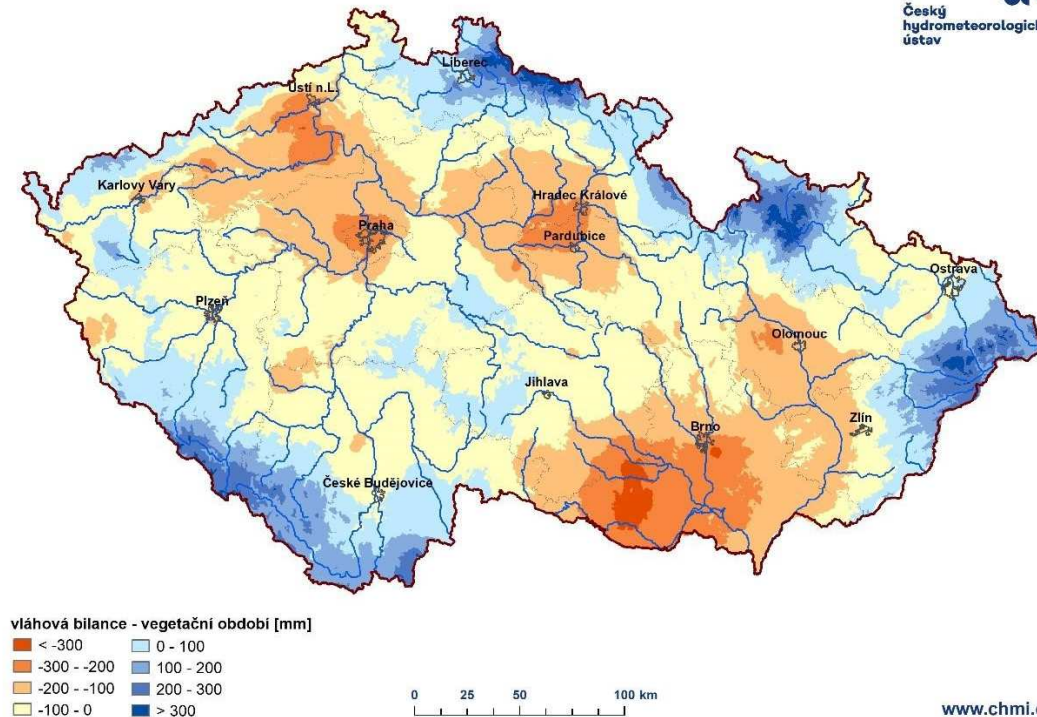 Český
hydrometeorologick
ústav
Liberec
Ústí n.L.
Karlovy Vary
Hradec Králové
Praha
Pardubice
Ostrava
Plzeň
Olomouc
Jihlava
Zlín
Brno
České Budějovice
vláhová bilance - vegetační období [mm]
< -300 0 - 100
-300 - -200 100 - 200
-200 - -100 200 - 300
-100 - 0 > 300
0 25 50 100 km
www.chmi.c